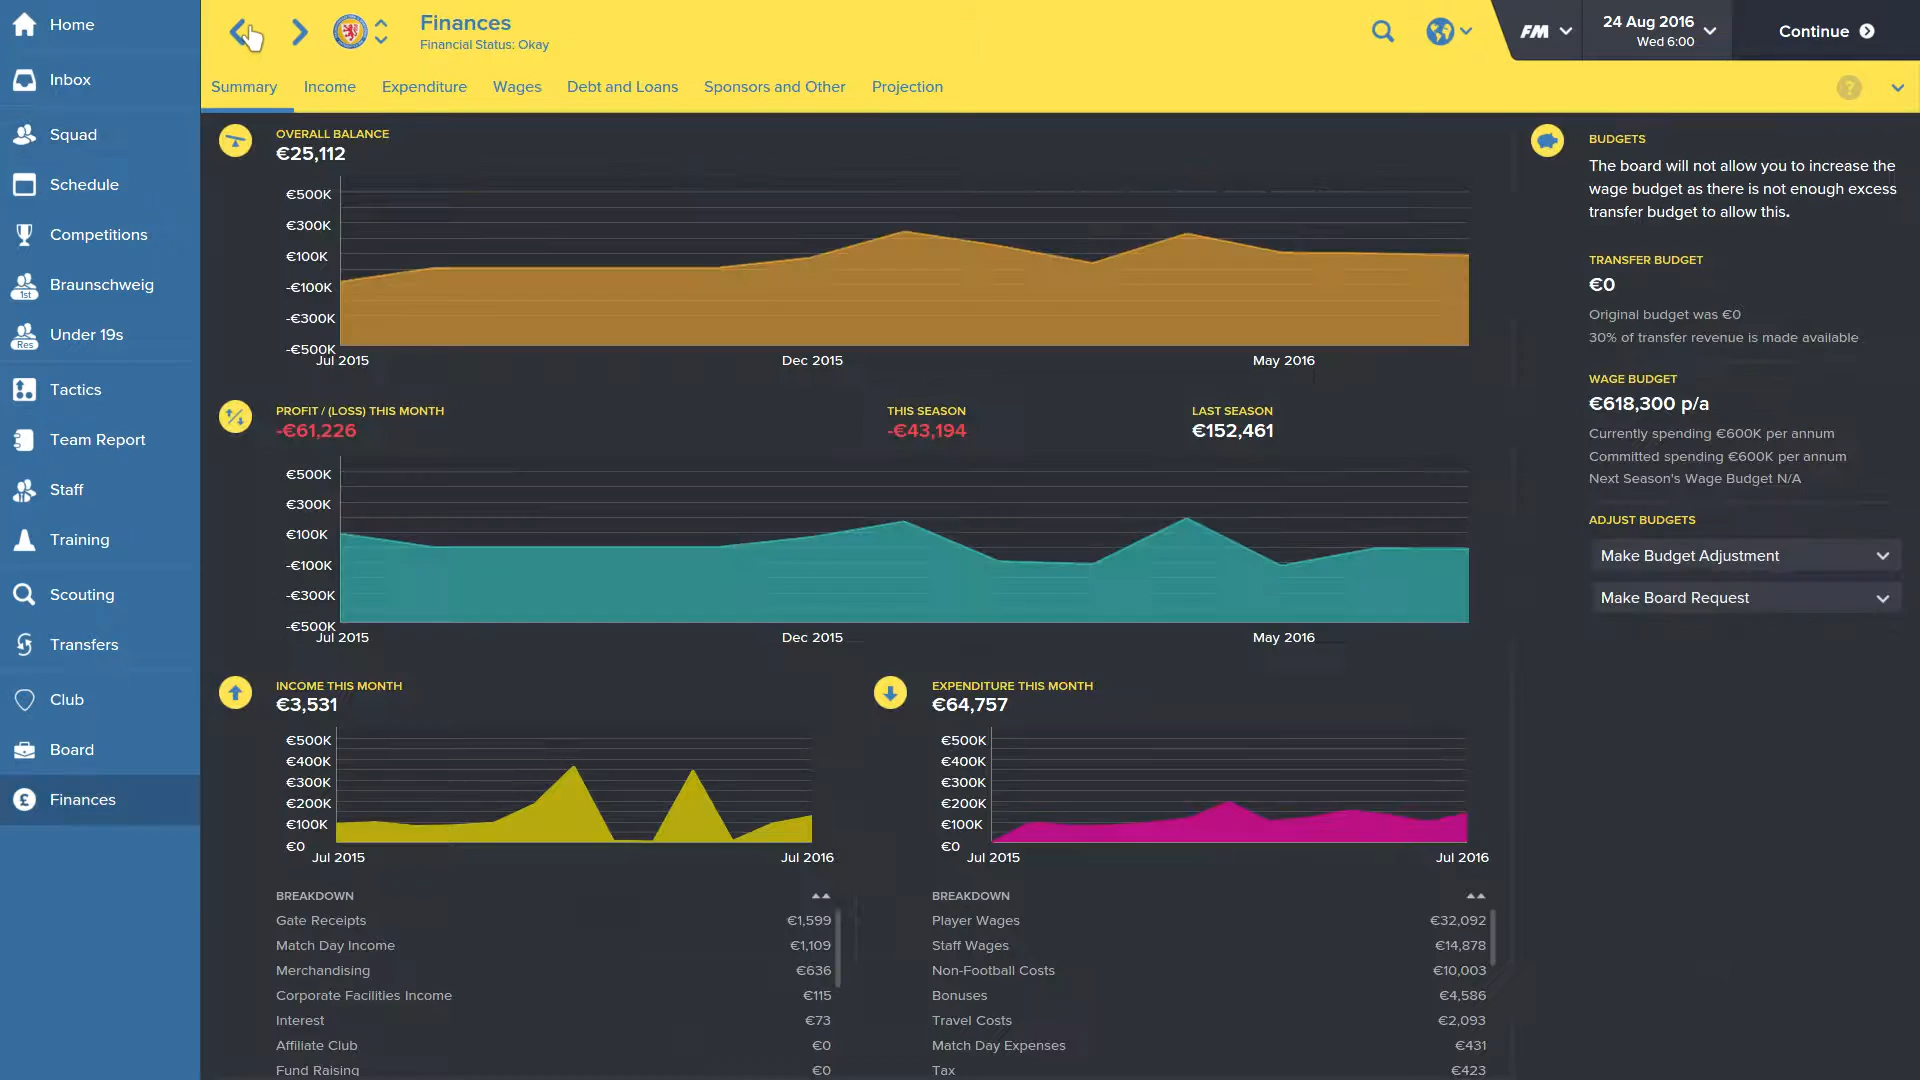 Home
Inbox
Squad
Schedule
Competitions
Braunschweig
1st
Under 19s
Res
Tactics
Team Report
Staff
Training
Scouting
Transfers
Club
Board
£ Finances
Finances
Financial Status: Okay
FM
24 Aug 2016
Wed 6:00
Continue
Summary Income Expenditure Wages Debt and Loans Sponsors and Other Projection
?
OVERALL BALANCE
€25,112
€500K
€300K
€100K
-€100K
-€300K
-€500K
Jul 2015 Dec 2015 May 2016
PROFIT / (LOSS) THIS MONTH
-€61,226
THIS SEASON
-€43,194
LAST SEASON
€152,461
€500K
€300K
€100K
-€100K
-€300K
-€500K
Jul 2015 Dec 2015 May 2016
INCOME THIS MONTH
€3,531
€500K
€400K
€300K
€200K
€100K
€0
Jul 2015 Jul 2016
BREAKDOWN
Gate Receipts €1,599
Match Day Income €1,109
Merchandising €636
Corporate Facilities Income €115
Interest €73
Affiliate Club €0
Fund Raising €0
EXPENDITURE THIS MONTH
€64,757
€500K
€400K
€300K
€200K
€100K
€0
Jul 2015 Jul 2016
BREAKDOWN
Player Wages €32,092
Staff Wages €14,878
Non-Football Costs €10,003
Bonuses €4,586
Travel Costs €2,093
Match Day Expenses €431
Tax €423
BUDGETS
The board will not allow you to increase the
wage budget as there is not enough excess
transfer budget to allow this.
TRANSFER BUDGET
€0
Original budget was €0
30% of transfer revenue is made available
WAGE BUDGET
€618,300 p/a
Currently spending €600K per annum
Committed spending €600K per annum
Next Season's Wage Budget N/A
ADJUST BUDGETS
Make Budget Adjustment
Make Board Request